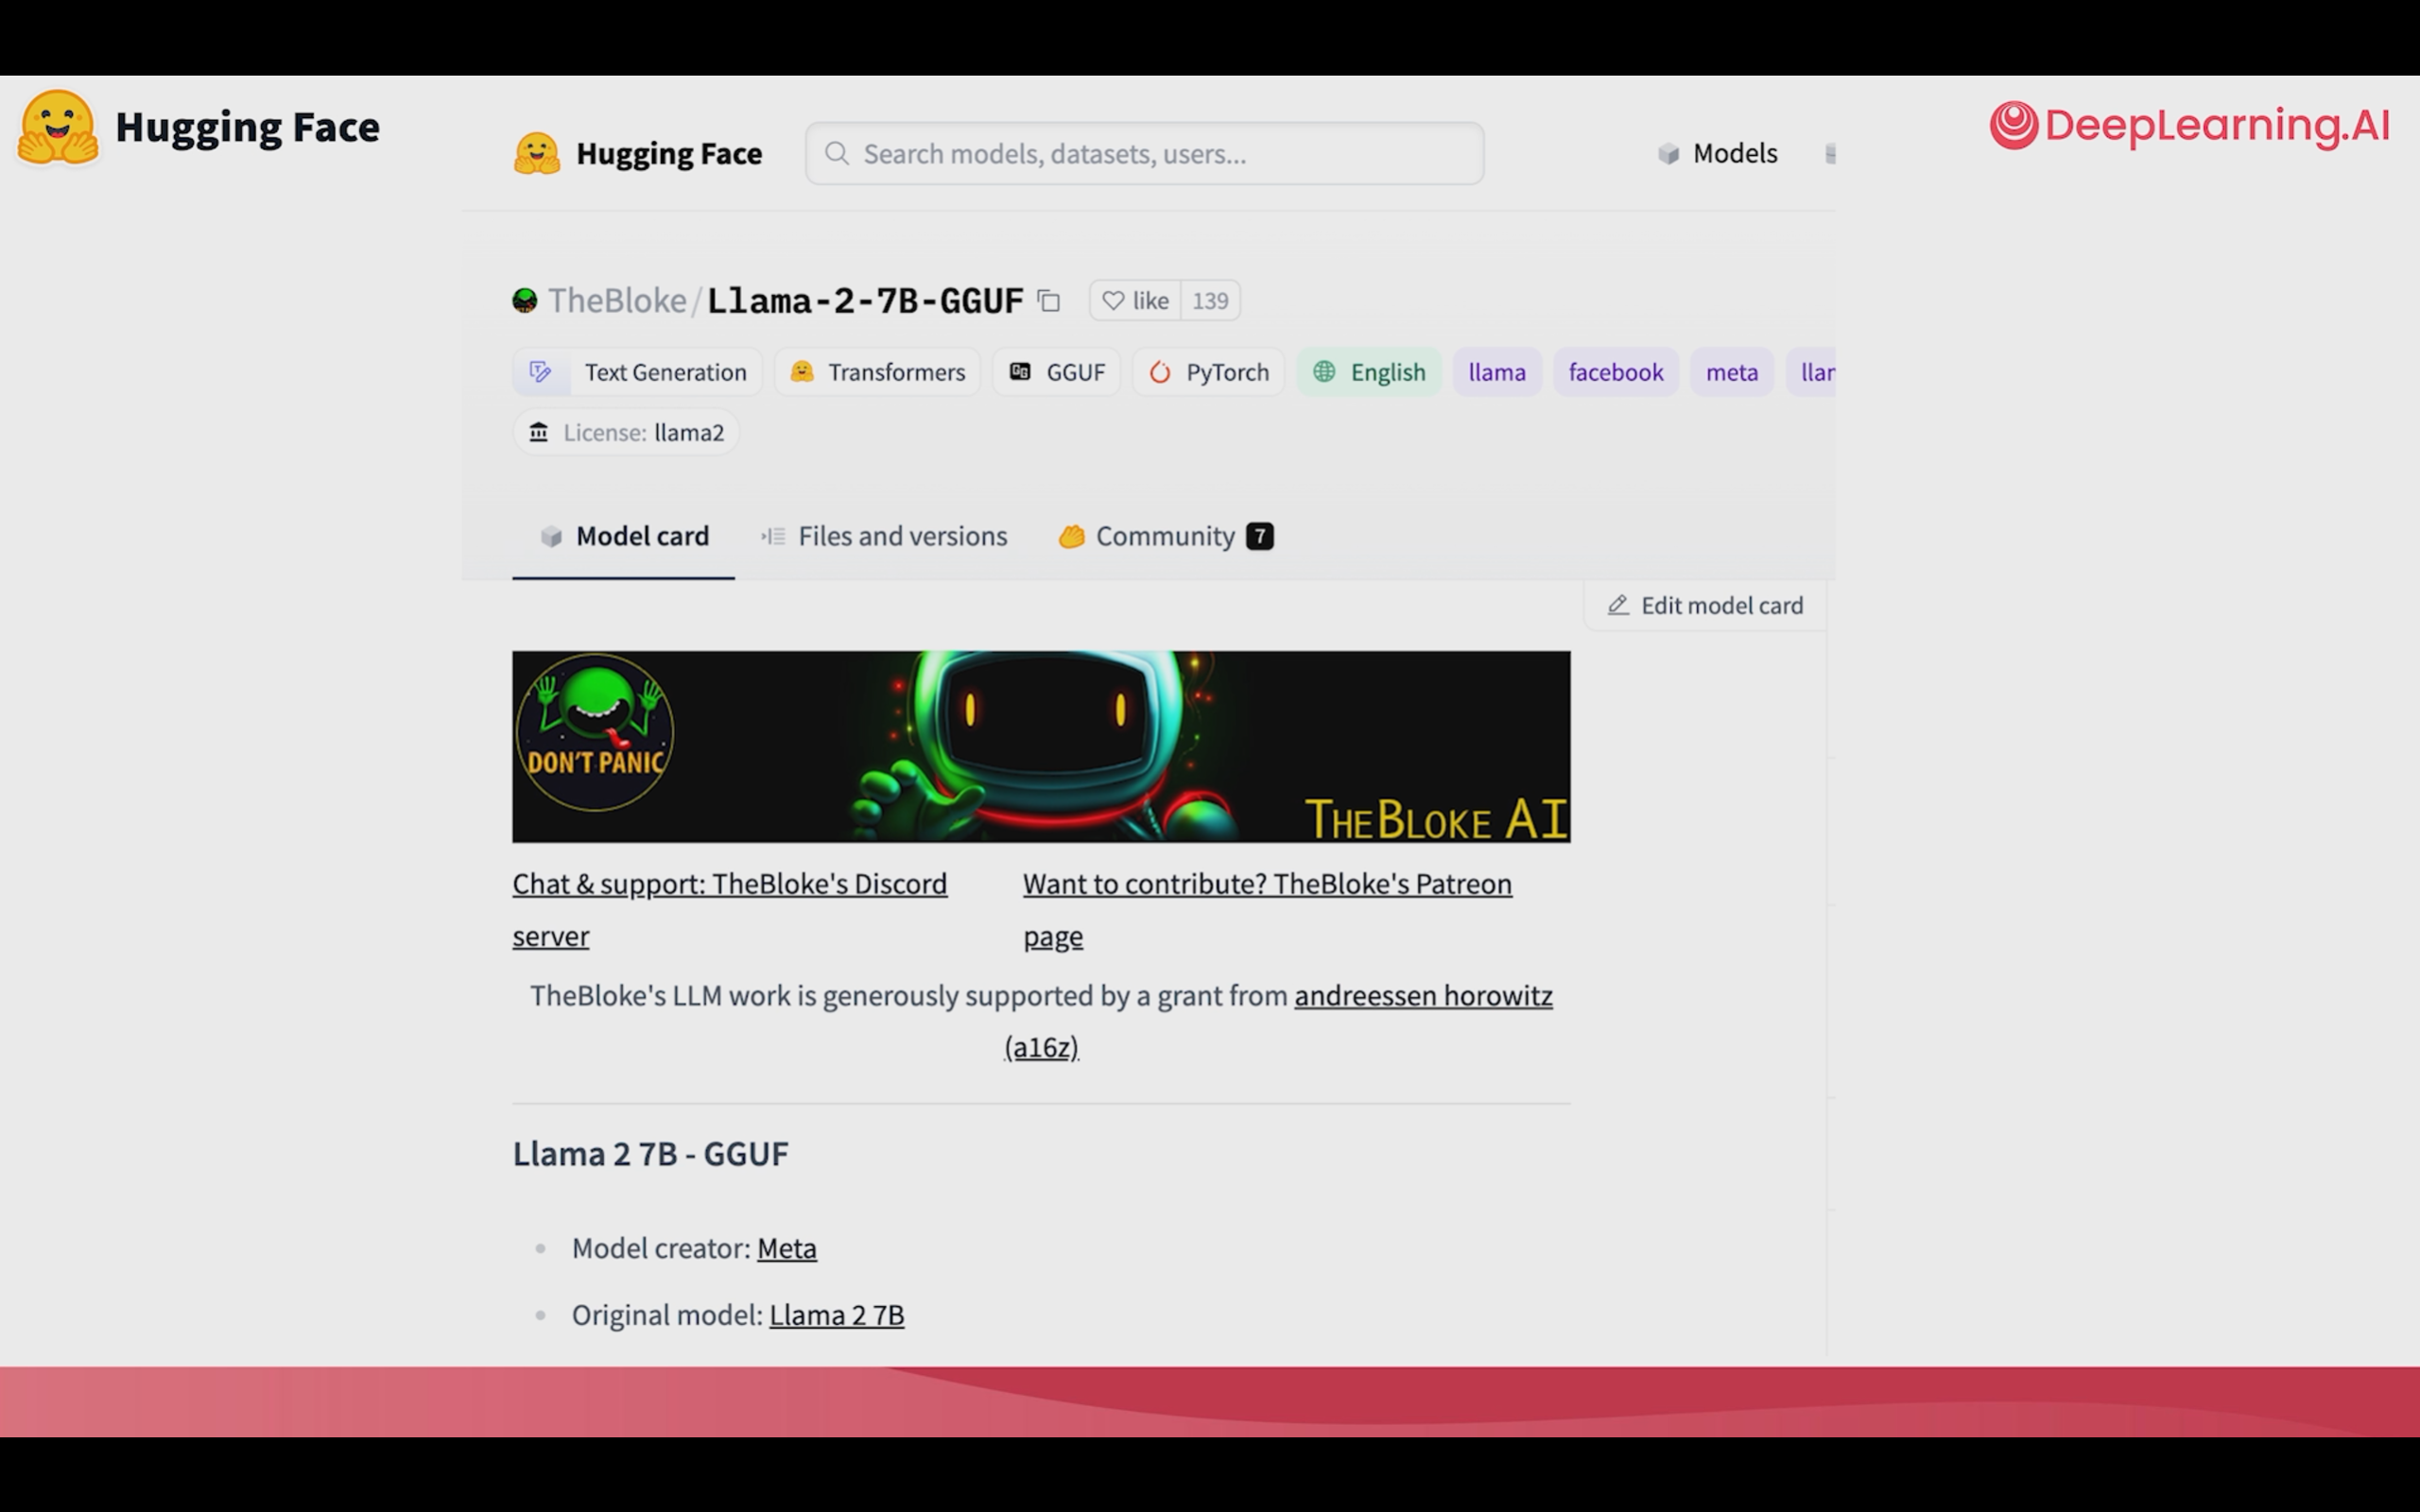 Hugging Face
DeepLearning.AI
Hugging Face
Search models, datasets, users...
Models
TheBloke/Llama-2-7B-GGUF
like 139
Text Generation
Transformers
GGUF
PyTorch
English
llama
facebook
meta
llar
License: llama2
Model card
Files and versions
Community 7
Edit model card
DON'T PANIC
THEBLOKE AI
Chat & support: TheBloke's Discord
server
Want to contribute? TheBloke's Patreon
page
TheBloke's LLM work is generously supported by a grant from andreessen horowitz
(a16z)
Llama 2 7B - GGUF
Model creator: Meta
Original model: Llama 2 7B